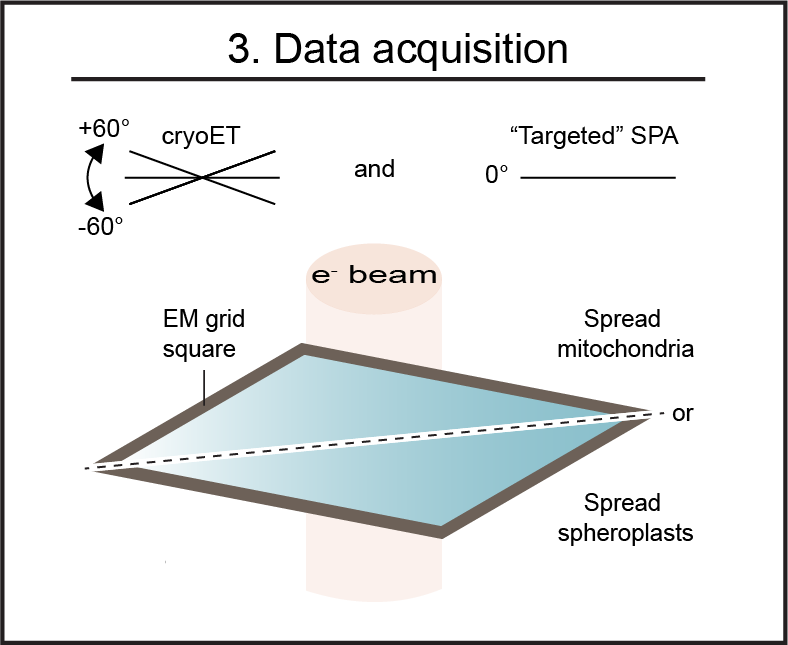 3. Data acquisition
+60°
cryoET
-60°
and
“Targeted” SPA
0°
e- beam
EM grid
square
Spread
mitochondria
or
Spread
spheroplasts